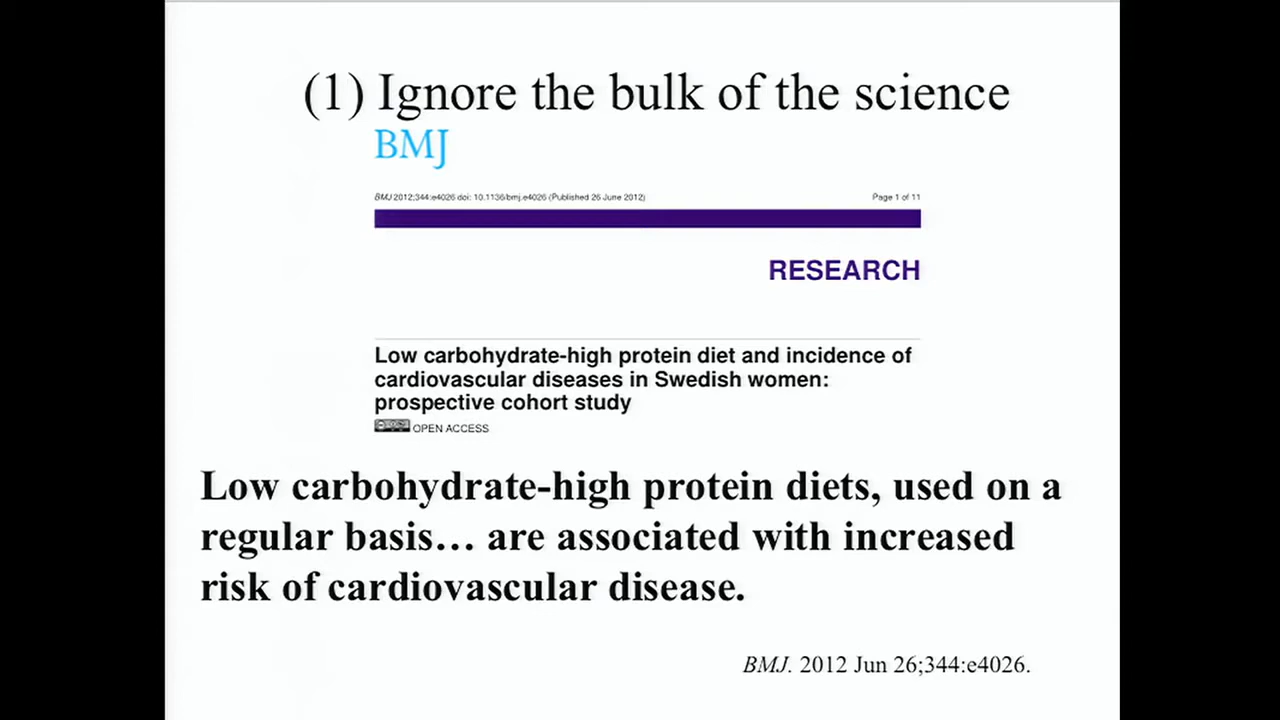 (1) Ignore the bulk of the science
BMJ
BMJ 2012;344:e4026 doi: 10.1136/bmj.e4026 (Published 26 June 2012) Page 1 of 11
RESEARCH
Low carbohydrate-high protein diet and incidence of
cardiovascular diseases in Swedish women:
prospective cohort study
OPEN ACCESS
Low carbohydrate-high protein diets, used on a
regular basis… are associated with increased
risk of cardiovascular disease.
BMJ. 2012 Jun 26;344:e4026.